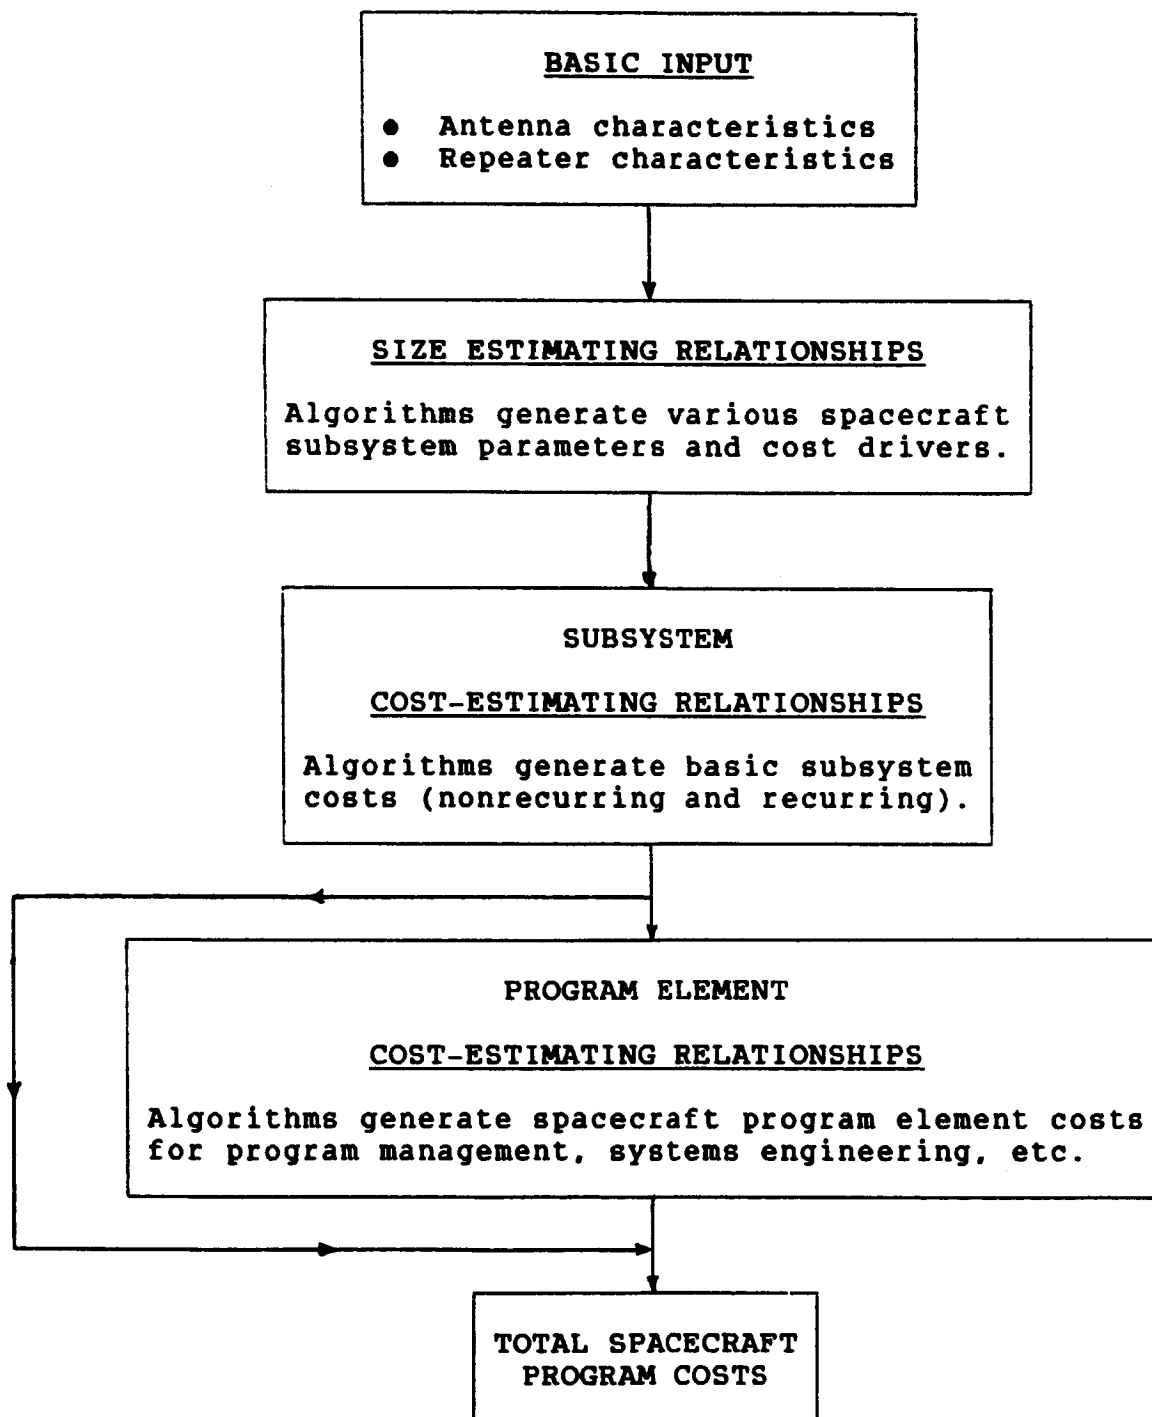 BASIC INPUT
● Antenna characteristics
● Repeater characteristics
SIZE ESTIMATING RELATIONSHIPS
Algorithms generate various spacecraft
subsystem parameters and cost drivers.
SUBSYSTEM
COST-ESTIMATING RELATIONSHIPS
Algorithms generate basic subsystem
costs (nonrecurring and recurring).
PROGRAM ELEMENT
COST-ESTIMATING RELATIONSHIPS
Algorithms generate spacecraft program element costs
for program management, systems engineering, etc.
TOTAL SPACECRAFT
PROGRAM COSTS